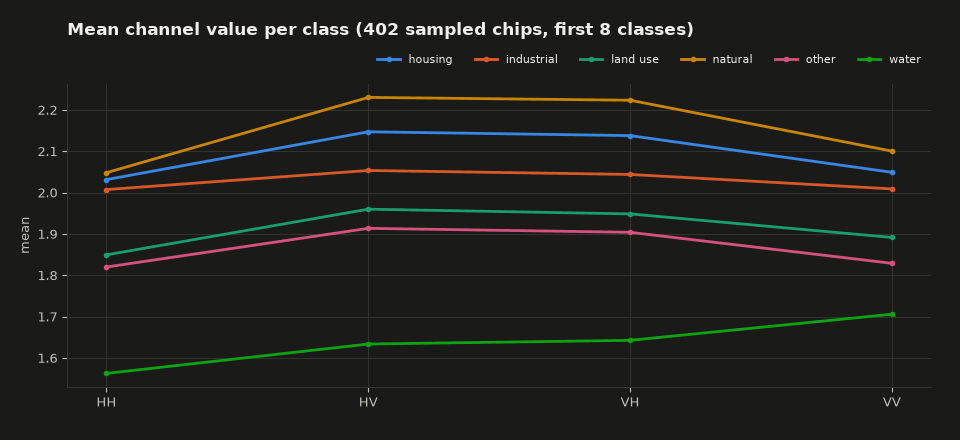 Mean channel value per class (402 sampled chips, first 8 classes)
housing industrial land use natural other water
2.2
2.1
2.0
1.9
1.8
1.7
1.6
mean
HH HV VH VV